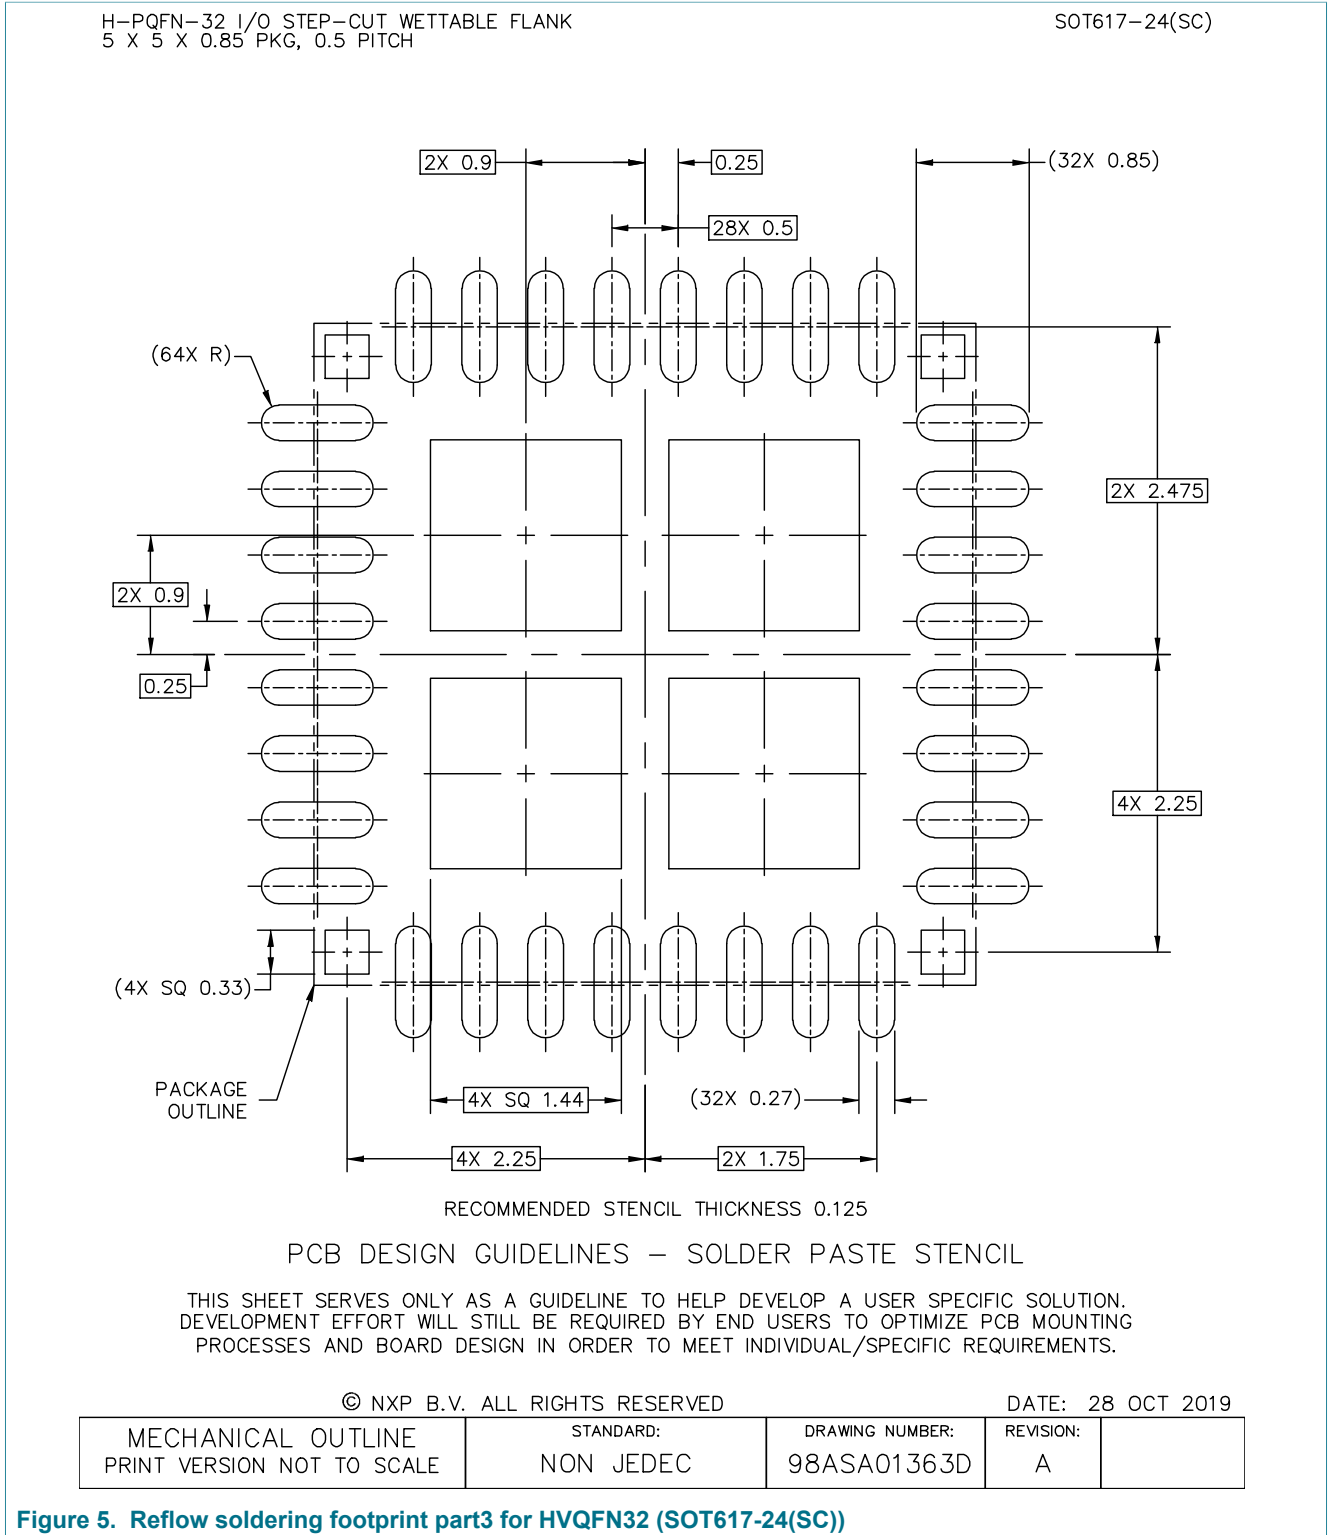 H-PQFN-32 I/O STEP-CUT WETTABLE FLANK
5 X 5 X 0.85 PKG, 0.5 PITCH
SOT617-24(SC)
2X 0.9
0.25
(32X 0.85)
28X 0.5
(64X R)
2X 2.475
2X 0.9
0.25
4X 2.25
(4X SQ 0.33)
PACKAGE
OUTLINE
4X SQ 1.44
(32X 0.27)
4X 2.25
2X 1.75
RECOMMENDED STENCIL THICKNESS 0.125
PCB DESIGN GUIDELINES – SOLDER PASTE STENCIL
THIS SHEET SERVES ONLY AS A GUIDELINE TO HELP DEVELOP A USER SPECIFIC SOLUTION.
DEVELOPMENT EFFORT WILL STILL BE REQUIRED BY END USERS TO OPTIMIZE PCB MOUNTING
PROCESSES AND BOARD DESIGN IN ORDER TO MEET INDIVIDUAL/SPECIFIC REQUIREMENTS.
© NXP B.V. ALL RIGHTS RESERVED
DATE: 28 OCT 2019
MECHANICAL OUTLINE
PRINT VERSION NOT TO SCALE
STANDARD:
NON JEDEC
DRAWING NUMBER:
98ASA01363D
REVISION:
A
Figure 5. Reflow soldering footprint part3 for HVQFN32 (SOT617-24(SC))